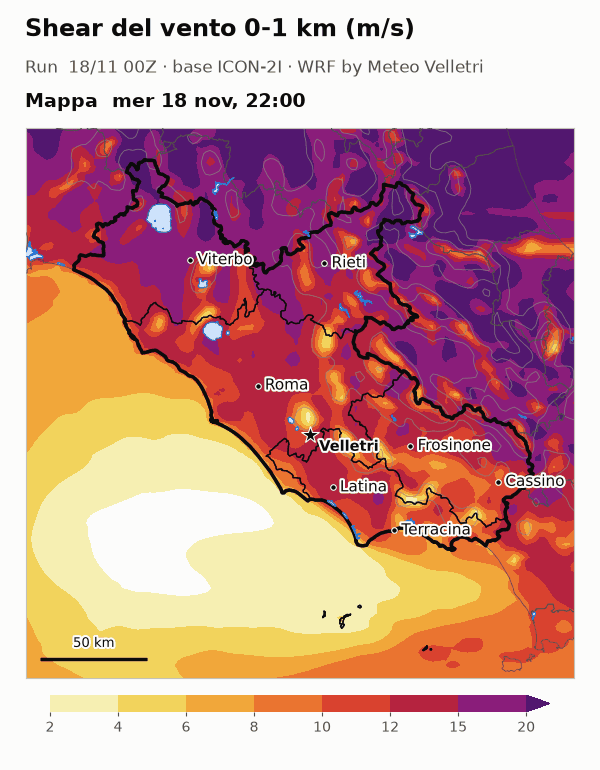 Shear del vento 0-1 km (m/s)
Run  18/11 00Z · base ICON-2I · WRF by Meteo Velletri
Mappa  mer 18 nov, 22:00
Viterbo
Rieti
Roma
Velletri
Frosinone
Latina
Cassino
Terracina
50 km
2 4 6 8 10 12 15 20